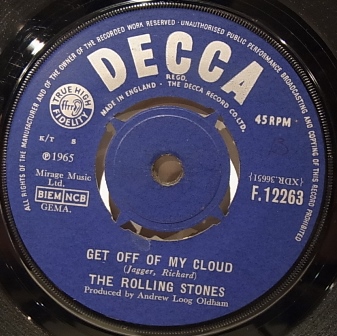 ALL RIGHTS OF THE MANUFACTURER AND OF THE OWNER OF THE RECORDED WORK RESERVED · UNAUTHORISED PUBLIC PERFORMANCE BROADCASTING AND COPYING OF THIS RECORD PROHIBITED
DECCA
REGD.
MADE IN ENGLAND. · THE DECCA RECORD CO. LTD.
TRUE HIGH
ffrr
FIDELITY
45 RPM
K/T S
℗1965
Mirage Music
Ltd.
BIEM NCB
GEMA.
{XDR.36651}
F.12263
GET OFF OF MY CLOUD
(Jagger, Richard)
THE ROLLING STONES
Produced by Andrew Loog Oldham